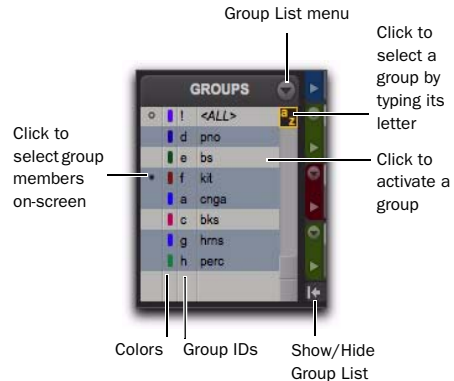 Group List menu
Click to
select a
group by
typing its
letter
GROUPS
a
z
! <ALL>
d pno
e bs
f kit
a cnga
c bks
g hrns
h perc
Click to
select group
members
on-screen
Click to
activate a
group
Colors
Group IDs
Show/Hide
Group List